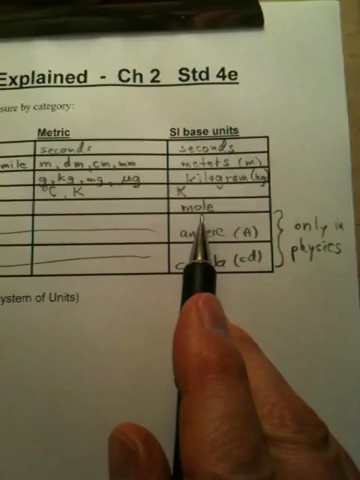 Explained - Ch 2 Std 4e
sure by category:
Metric SI base units
seconds seconds
mile m, dm, cm, mm meters (m)
g, kg, mg, µg kilogram (kg)
°C, K K
mole
(A)
(cd)
only in
physics
ystem of Units)